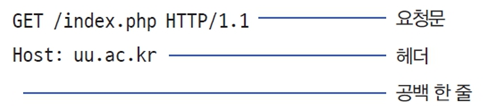 GET /index.php HTTP/1.1 요청문
Host: uu.ac.kr 헤더
공백 한 줄